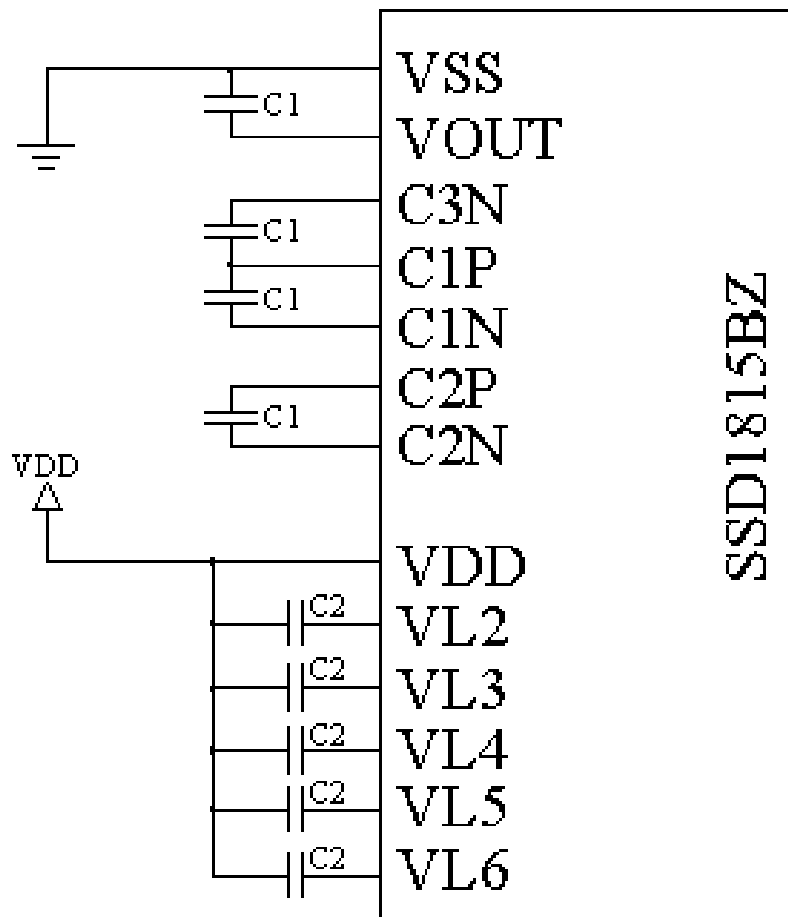 VSS
C1
VOUT
C3N
C1
C1P
C1
C1N
C2P
C1
C2N
VDD
VDD
C2
VL2
C2
VL3
C2
VL4
C2
VL5
C2
VL6
SSD1815BZ